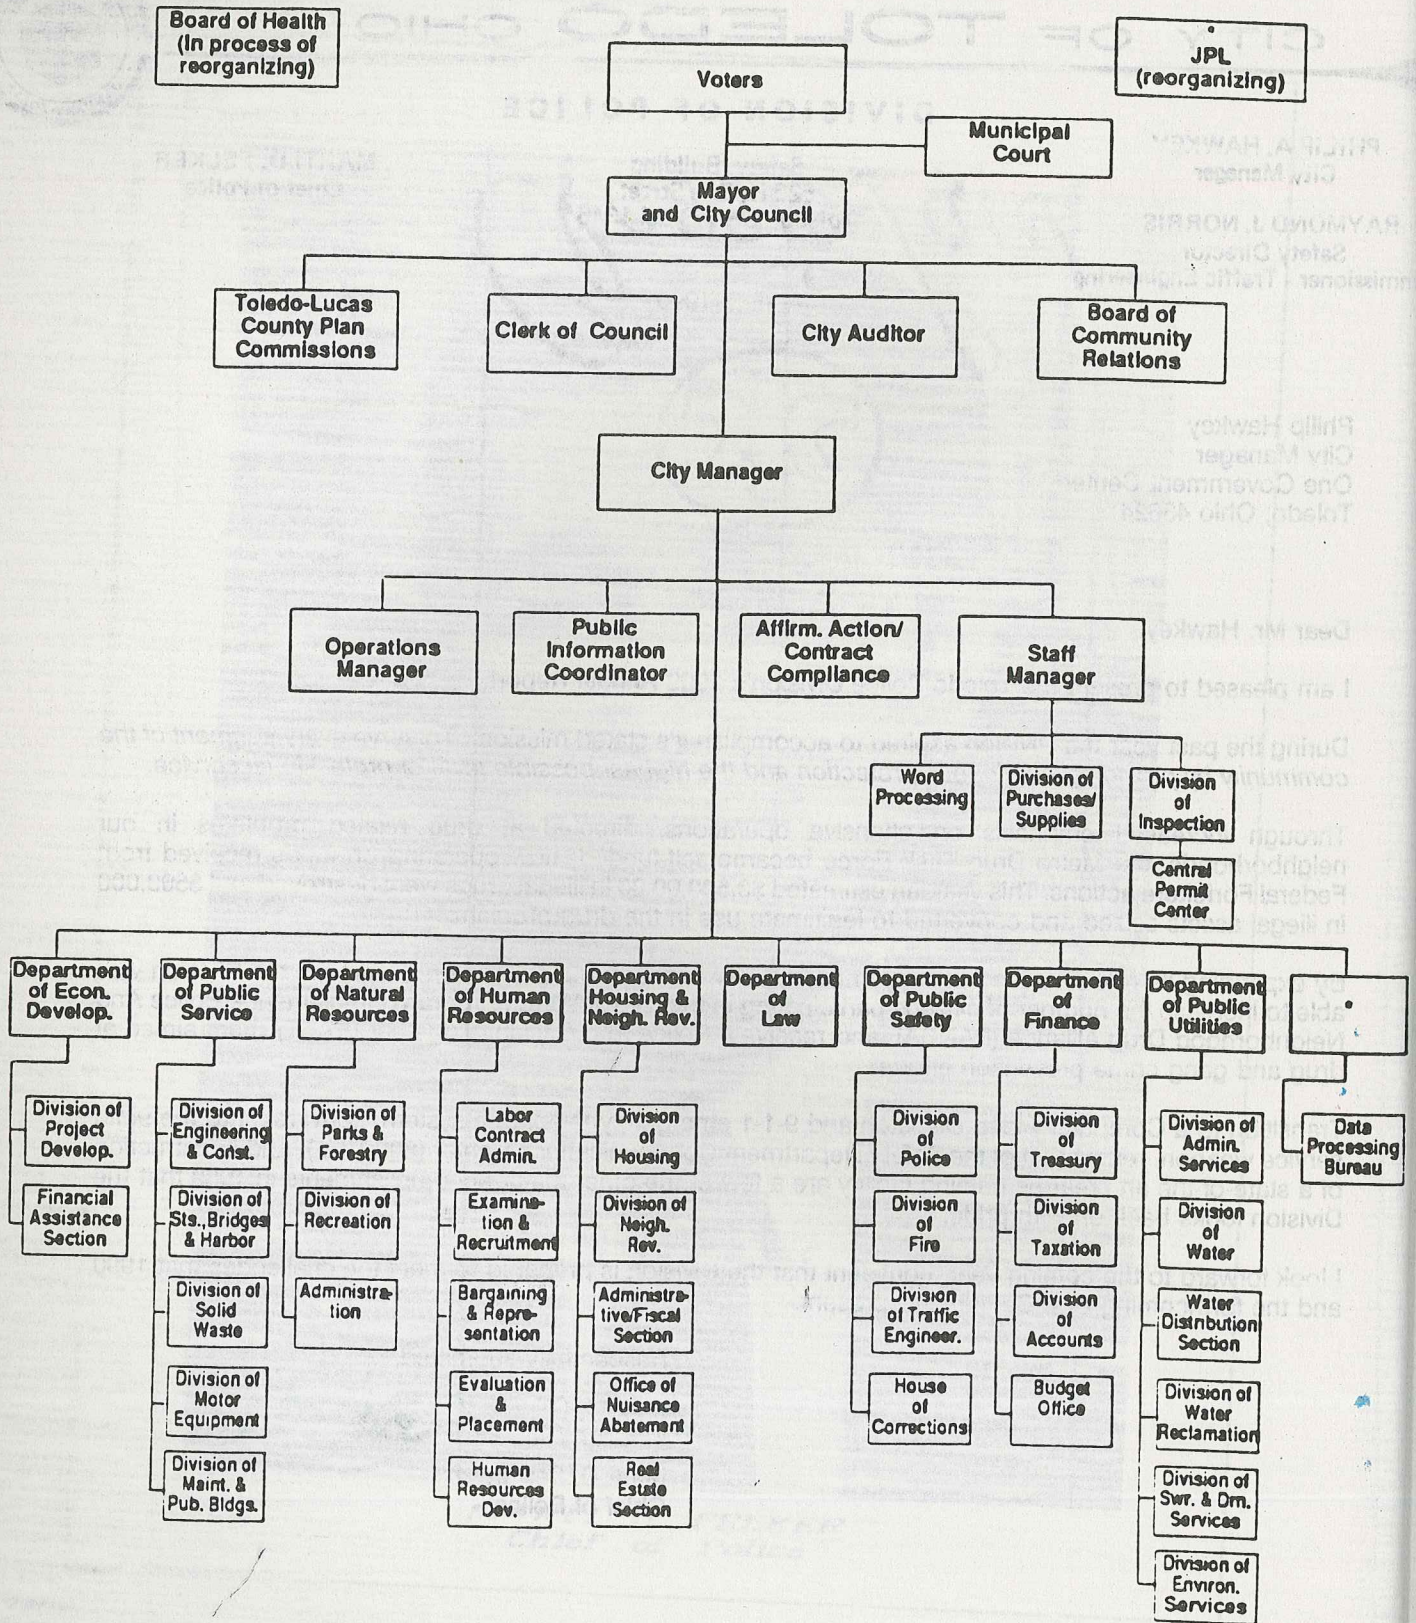 Board of Health
(In process of
reorganizing)
Voters
JPL
(reorganizing)
Municipal
Court
Mayor
and City Council
Toledo-Lucas
County Plan
Commissions
Clerk of Council
City Auditor
Board of
Community
Relations
City Manager
Operations
Manager
Public
Information
Coordinator
Affirm. Action/
Contract
Compliance
Staff
Manager
Word
Processing
Division of
Purchases/
Supplies
Division
of
Inspection
Central
Permit
Center
Department
of Econ.
Develop.
Department
of Public
Service
Department
of Natural
Resources
Department
of Human
Resources
Department
Housing &
Neigh. Rev.
Department
of
Law
Department
of Public
Safety
Department
of
Finance
Department
of Public
Utilities
Division of
Project
Develop.
Financial
Assistance
Section
Division of
Engineering
& Const.
Division of
Sts., Bridges
& Harbor
Division of
Solid
Waste
Division of
Motor
Equipment
Division of
Maint. &
Pub. Bldgs.
Division of
Parks &
Forestry
Division of
Recreation
Administra-
tion
Labor
Contract
Admin.
Examina-
tion &
Recruitment
Bargaining
& Repre-
sentation
Evaluation
&
Placement
Human
Resources
Dev.
Division
of
Housing
Division of
Neigh.
Rev.
Administra-
tive/Fiscal
Section
Office of
Nuisance
Abatement
Real
Estate
Section
Division
of
Police
Division
of
Fire
Division
of Traffic
Engineer.
House
of
Corrections
Division
of
Treasury
Division
of
Taxation
Division
of
Accounts
Budget
Office
Division of
Admin.
Services
Division
of
Water
Water
Distribution
Section
Division of
Water
Reclamation
Division of
Swr. & Drn.
Services
Division of
Environ.
Services
Data
Processing
Bureau